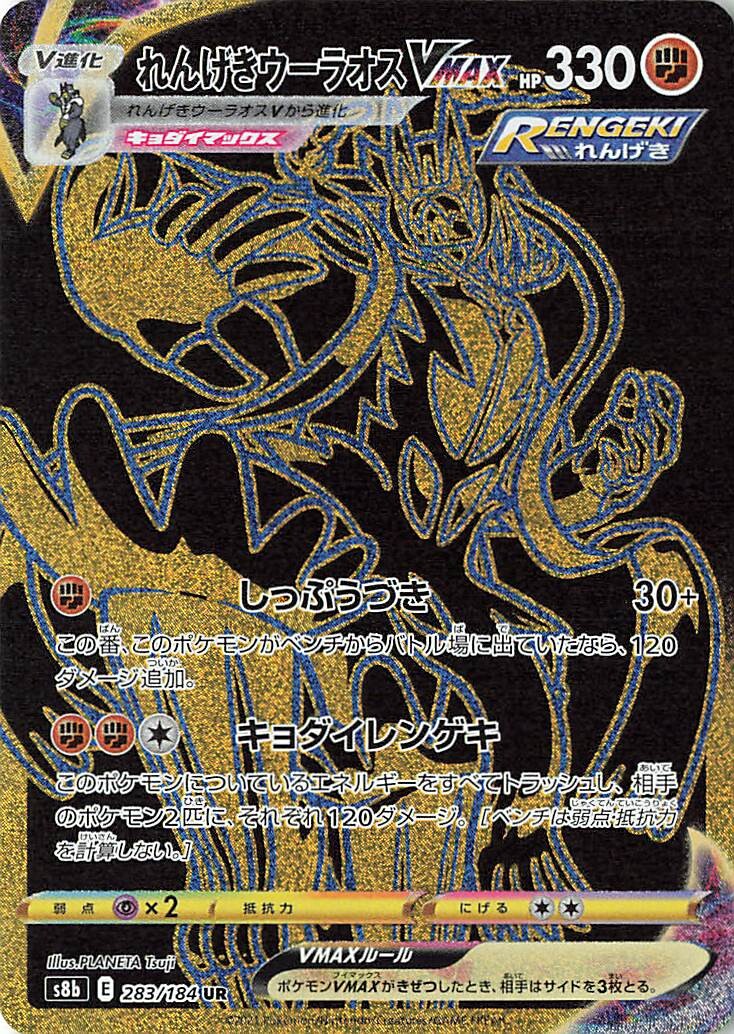 V進化
れんげきウーラオスVMAX HP330
れんげきウーラオスVから進化
キョダイマックス
RENGEKI
れんげき
しっぷうづき 30+
この番、このポケモンがベンチからバトル場に出ていたなら、120
ダメージ追加。
キョダイレンゲキ
このポケモンについているエネルギーをすべてトラッシュし、相手
のポケモン2匹に、それぞれ120ダメージ。[ベンチは弱点・抵抗力
を計算しない。]
弱点 ×2 抵抗力 にげる
Illus.PLANETA Tsuji
VMAXルール
ポケモンVMAXがきぜつしたとき、相手はサイドを3枚とる。
s8b E 283/184 UR
©2021 Pokémon/Nintendo/Creatures/GAME FREAK